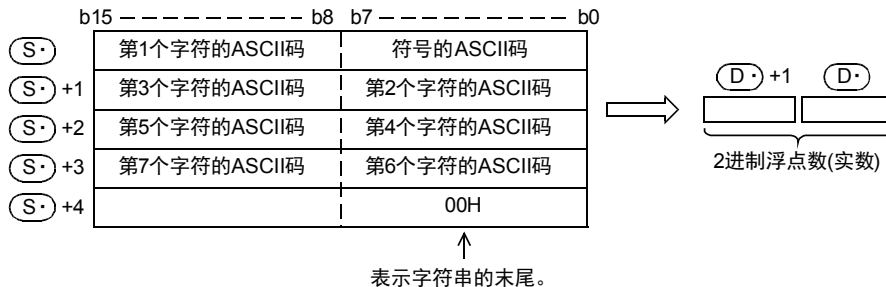 b15 — — — — — — — — — b8 b7 — — — — — — — — b0
S· 第1个字符的ASCII码 符号的ASCII码
S· +1 第3个字符的ASCII码 第2个字符的ASCII码
S· +2 第5个字符的ASCII码 第4个字符的ASCII码
S· +3 第7个字符的ASCII码 第6个字符的ASCII码
S· +4 00H
表示字符串的末尾。
D· +1 D·
2进制浮点数(实数)